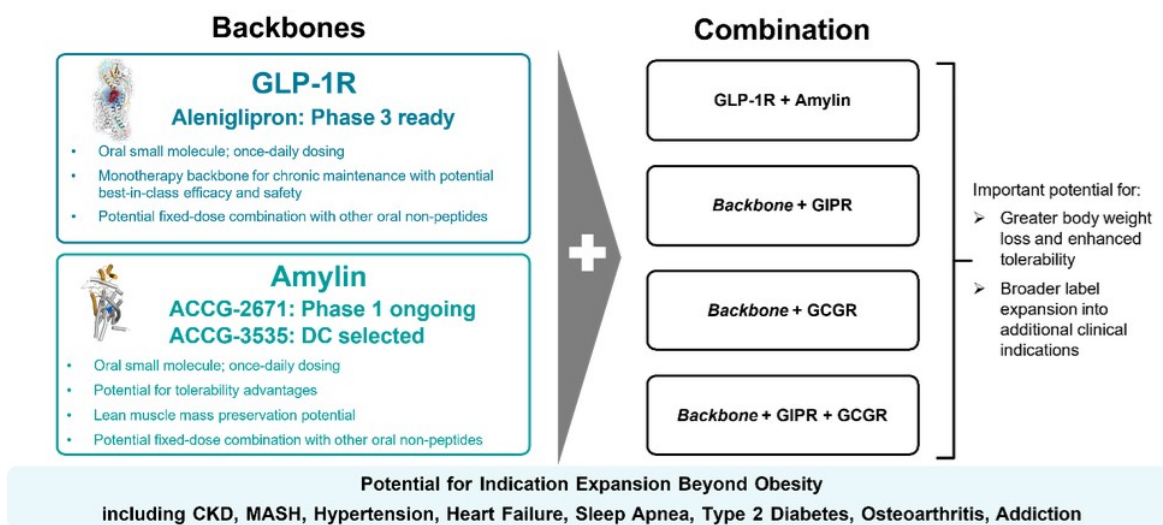 Backbones
GLP-1R
Aleniglipron: Phase 3 ready
• Oral small molecule; once-daily dosing
• Monotherapy backbone for chronic maintenance with potential
best-in-class efficacy and safety
• Potential fixed-dose combination with other oral non-peptides
Amylin
ACCG-2671: Phase 1 ongoing
ACCG-3535: DC selected
• Oral small molecule; once-daily dosing
• Potential for tolerability advantages
• Lean muscle mass preservation potential
• Potential fixed-dose combination with other oral non-peptides
Combination
GLP-1R + Amylin
Backbone + GIPR
Backbone + GCGR
Backbone + GIPR + GCGR
Important potential for:
➢ Greater body weight
loss and enhanced
tolerability
➢ Broader label
expansion into
additional clinical
indications
Potential for Indication Expansion Beyond Obesity
including CKD, MASH, Hypertension, Heart Failure, Sleep Apnea, Type 2 Diabetes, Osteoarthritis, Addiction